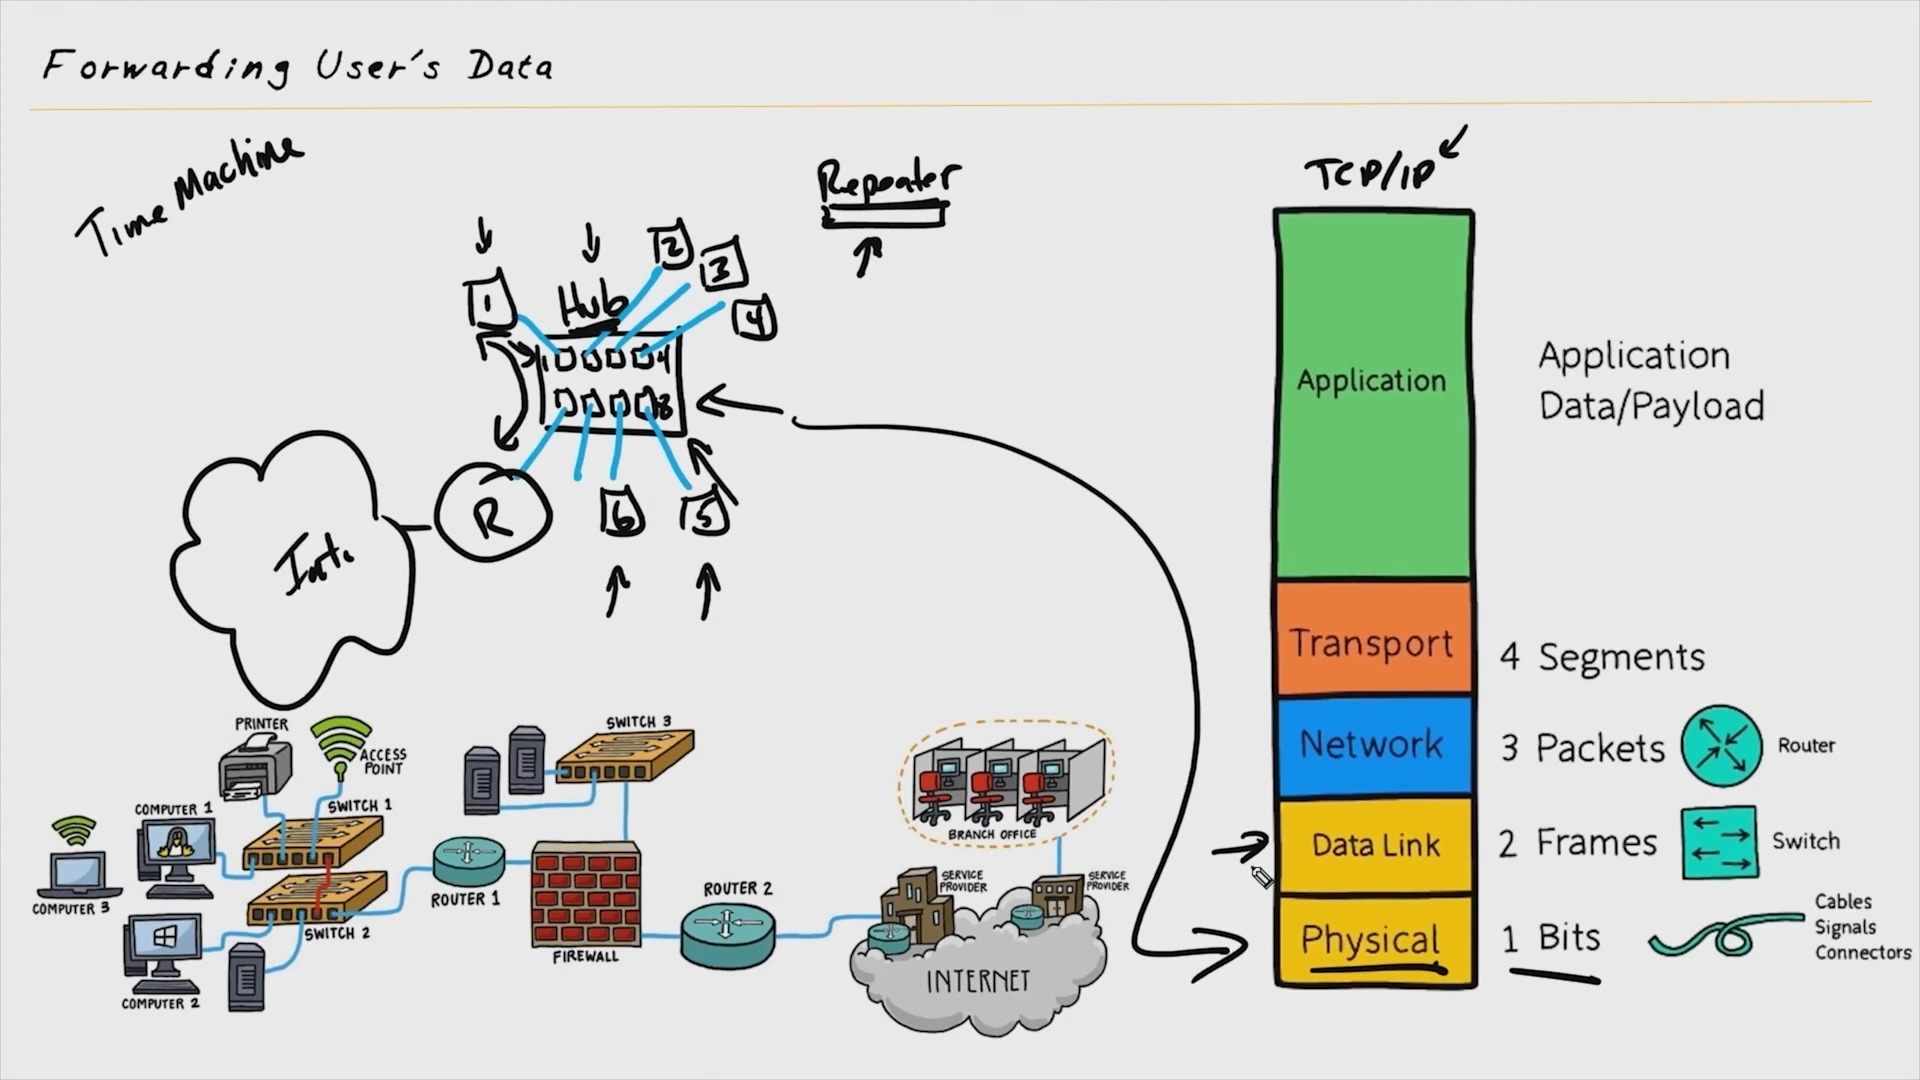 Forwarding User's Data
Time Machine
Repeater
TCP/IP
1
Hub
2
3
4
1
4
8
R
6
5
Application
Application
Data/Payload
Transport
4 Segments
Network
3 Packets
Router
Data Link
2 Frames
Switch
Physical
1 Bits
Cables
Signals
Connectors
PRINTER
ACCESS
POINT
COMPUTER 1
SWITCH 1
COMPUTER 3
COMPUTER 2
SWITCH 2
ROUTER 1
SWITCH 3
FIREWALL
ROUTER 2
BRANCH OFFICE
SERVICE
PROVIDER
SERVICE
PROVIDER
INTERNET